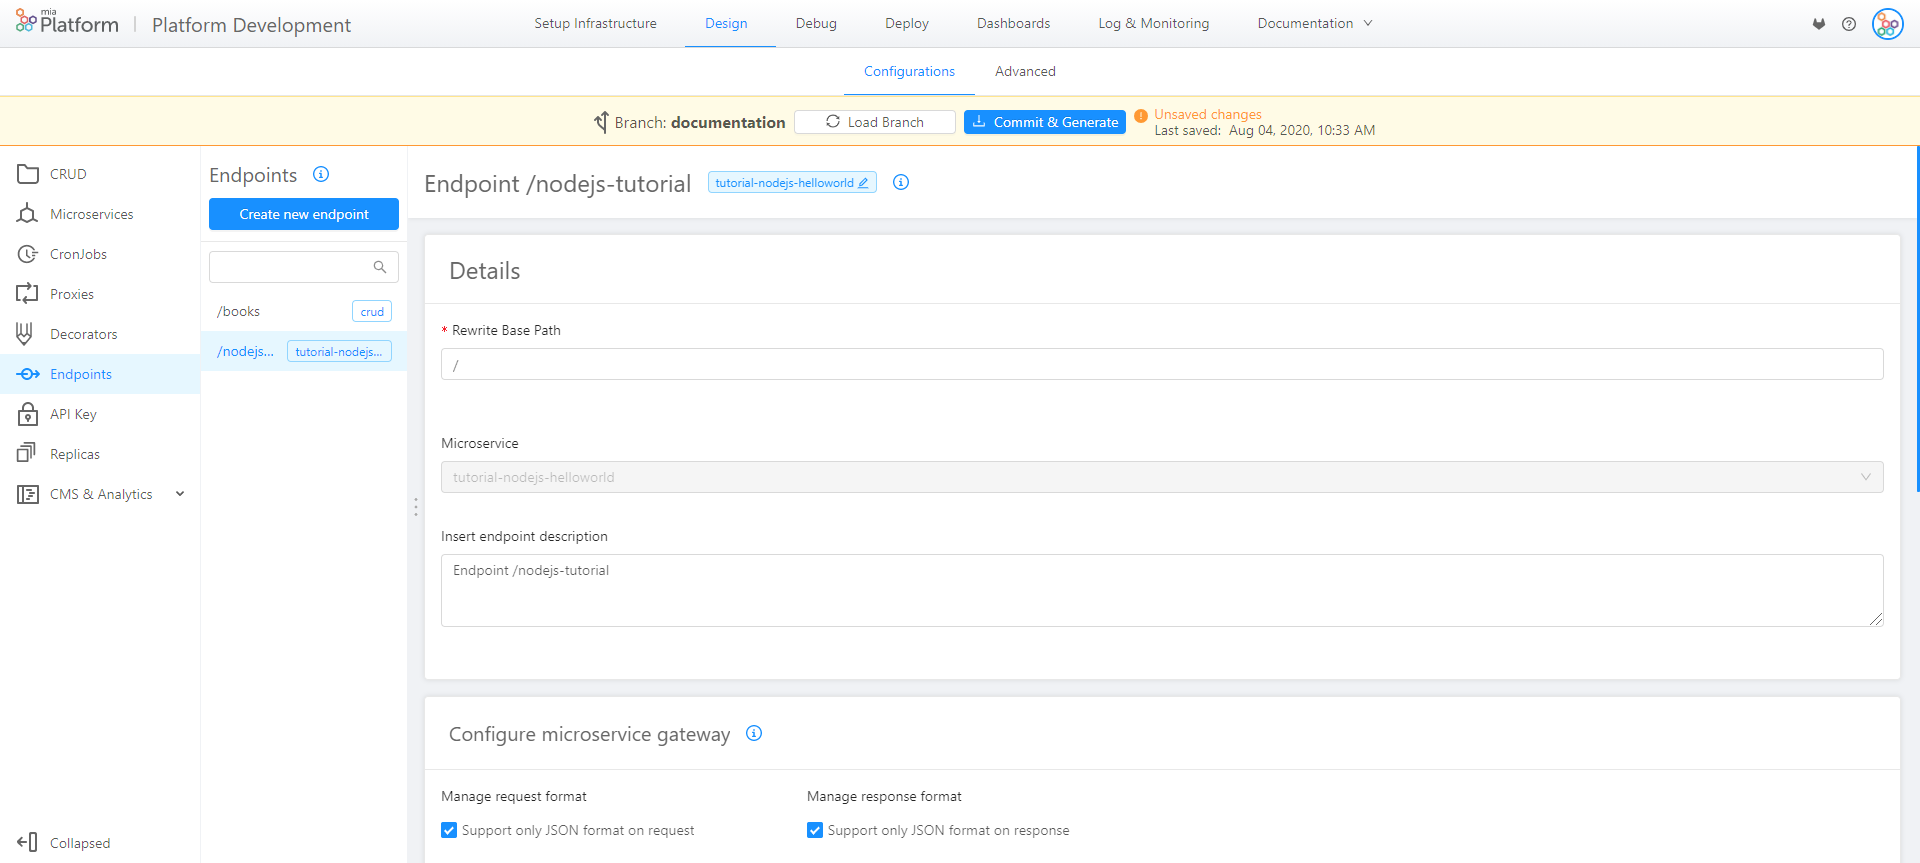 mia
Platform
Platform Development
Setup Infrastructure
Design
Debug
Deploy
Dashboards
Log & Monitoring
Documentation
Configurations
Advanced
Branch: documentation
Load Branch
Commit & Generate
Unsaved changes
Last saved: Aug 04, 2020, 10:33 AM
CRUD
Microservices
CronJobs
Proxies
Decorators
Endpoints
API Key
Replicas
CMS & Analytics
Collapsed
Endpoints
Create new endpoint
/books
crud
/nodejs...
tutorial-nodejs...
Endpoint /nodejs-tutorial
tutorial-nodejs-helloworld
Details
* Rewrite Base Path
/
Microservice
tutorial-nodejs-helloworld
Insert endpoint description
Endpoint /nodejs-tutorial
Configure microservice gateway
Manage request format
Support only JSON format on request
Manage response format
Support only JSON format on response